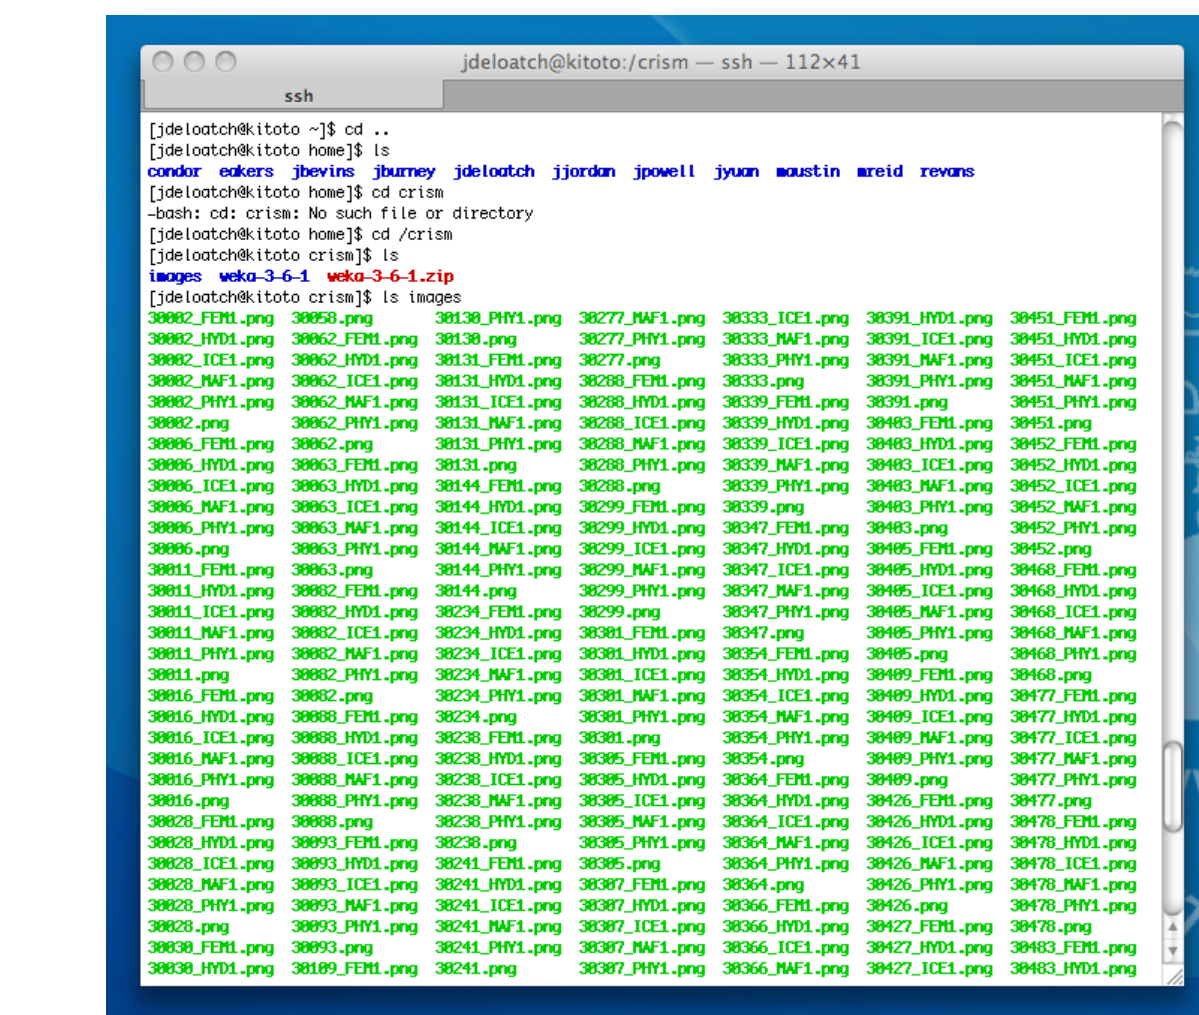 jdeloatch@kitoto:/crism — ssh — 112×41
ssh
[jdeloatch@kitoto ~]$ cd ..
[jdeloatch@kitoto home]$ ls
condor eakers jbevins jburney jdeloatch jjordan jpowell jyuan maustin mreid revans
[jdeloatch@kitoto home]$ cd crism
-bash: cd: crism: No such file or directory
[jdeloatch@kitoto home]$ cd /crism
[jdeloatch@kitoto crism]$ ls
images weka-3-6-1 weka-3-6-1.zip
[jdeloatch@kitoto crism]$ ls images
30002_FEM1.png 30058.png 30130_PHY1.png 30277_MAF1.png 30333_ICE1.png 30391_HYD1.png 30451_FEM1.png
30002_HYD1.png 30062_FEM1.png 30130.png 30277_PHY1.png 30333_MAF1.png 30391_ICE1.png 30451_HYD1.png
30002_ICE1.png 30062_HYD1.png 30131_FEM1.png 30277.png 30333_PHY1.png 30391_MAF1.png 30451_ICE1.png
30002_MAF1.png 30062_ICE1.png 30131_HYD1.png 30288_FEM1.png 30333.png 30391_PHY1.png 30451_MAF1.png
30002_PHY1.png 30062_MAF1.png 30131_ICE1.png 30288_HYD1.png 30339_FEM1.png 30391.png 30451_PHY1.png
30002.png 30062_PHY1.png 30131_MAF1.png 30288_ICE1.png 30339_HYD1.png 30403_FEM1.png 30451.png
30006_FEM1.png 30062.png 30131_PHY1.png 30288_MAF1.png 30339_ICE1.png 30403_HYD1.png 30452_FEM1.png
30006_HYD1.png 30063_FEM1.png 30131.png 30288_PHY1.png 30339_MAF1.png 30403_ICE1.png 30452_HYD1.png
30006_ICE1.png 30063_HYD1.png 30144_FEM1.png 30288.png 30339_PHY1.png 30403_MAF1.png 30452_ICE1.png
30006_MAF1.png 30063_ICE1.png 30144_HYD1.png 30299_FEM1.png 30339.png 30403_PHY1.png 30452_MAF1.png
30006_PHY1.png 30063_MAF1.png 30144_ICE1.png 30299_HYD1.png 30347_FEM1.png 30403.png 30452_PHY1.png
30006.png 30063_PHY1.png 30144_MAF1.png 30299_ICE1.png 30347_HYD1.png 30405_FEM1.png 30452.png
30011_FEM1.png 30063.png 30144_PHY1.png 30299_MAF1.png 30347_ICE1.png 30405_HYD1.png 30468_FEM1.png
30011_HYD1.png 30082_FEM1.png 30144.png 30299_PHY1.png 30347_MAF1.png 30405_ICE1.png 30468_HYD1.png
30011_ICE1.png 30082_HYD1.png 30234_FEM1.png 30299.png 30347_PHY1.png 30405_MAF1.png 30468_ICE1.png
30011_MAF1.png 30082_ICE1.png 30234_HYD1.png 30301_FEM1.png 30347.png 30405_PHY1.png 30468_MAF1.png
30011_PHY1.png 30082_MAF1.png 30234_ICE1.png 30301_HYD1.png 30354_FEM1.png 30405.png 30468_PHY1.png
30011.png 30082_PHY1.png 30234_MAF1.png 30301_ICE1.png 30354_HYD1.png 30409_FEM1.png 30468.png
30016_FEM1.png 30082.png 30234_PHY1.png 30301_MAF1.png 30354_ICE1.png 30409_HYD1.png 30477_FEM1.png
30016_HYD1.png 30088_FEM1.png 30234.png 30301_PHY1.png 30354_MAF1.png 30409_ICE1.png 30477_HYD1.png
30016_ICE1.png 30088_HYD1.png 30238_FEM1.png 30301.png 30354_PHY1.png 30409_MAF1.png 30477_ICE1.png
30016_MAF1.png 30088_ICE1.png 30238_HYD1.png 30305_FEM1.png 30354.png 30409_PHY1.png 30477_MAF1.png
30016_PHY1.png 30088_MAF1.png 30238_ICE1.png 30305_HYD1.png 30364_FEM1.png 30409.png 30477_PHY1.png
30016.png 30088_PHY1.png 30238_MAF1.png 30305_ICE1.png 30364_HYD1.png 30426_FEM1.png 30477.png
30028_FEM1.png 30088.png 30238_PHY1.png 30305_MAF1.png 30364_ICE1.png 30426_HYD1.png 30478_FEM1.png
30028_HYD1.png 30093_FEM1.png 30238.png 30305_PHY1.png 30364_MAF1.png 30426_ICE1.png 30478_HYD1.png
30028_ICE1.png 30093_HYD1.png 30241_FEM1.png 30305.png 30364_PHY1.png 30426_MAF1.png 30478_ICE1.png
30028_MAF1.png 30093_ICE1.png 30241_HYD1.png 30307_FEM1.png 30364.png 30426_PHY1.png 30478_MAF1.png
30028_PHY1.png 30093_MAF1.png 30241_ICE1.png 30307_HYD1.png 30366_FEM1.png 30426.png 30478_PHY1.png
30028.png 30093_PHY1.png 30241_MAF1.png 30307_ICE1.png 30366_HYD1.png 30427_FEM1.png 30478.png
30030_FEM1.png 30093.png 30241_PHY1.png 30307_MAF1.png 30366_ICE1.png 30427_HYD1.png 30483_FEM1.png
30030_HYD1.png 30109_FEM1.png 30241.png 30307_PHY1.png 30366_MAF1.png 30427_ICE1.png 30483_HYD1.png